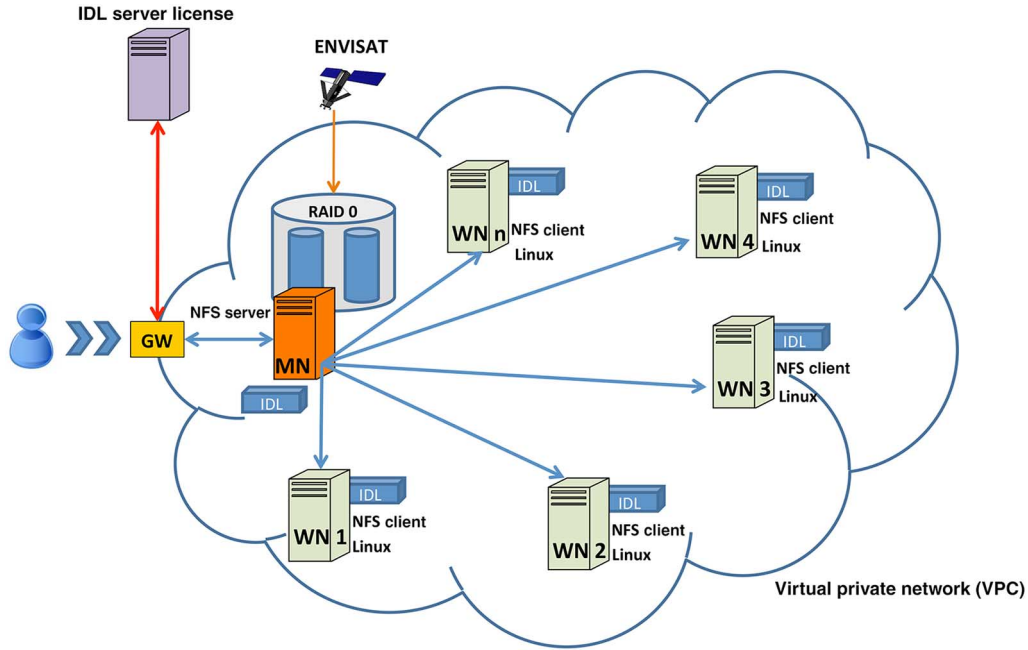 IDL server license
ENVISAT
RAID 0
IDL
WN n
NFS client
Linux
IDL
WN 4
NFS client
Linux
NFS server
GW
MN
IDL
IDL
WN 3
NFS client
Linux
IDL
WN 1
NFS client
Linux
IDL
WN 2
NFS client
Linux
Virtual private network (VPC)